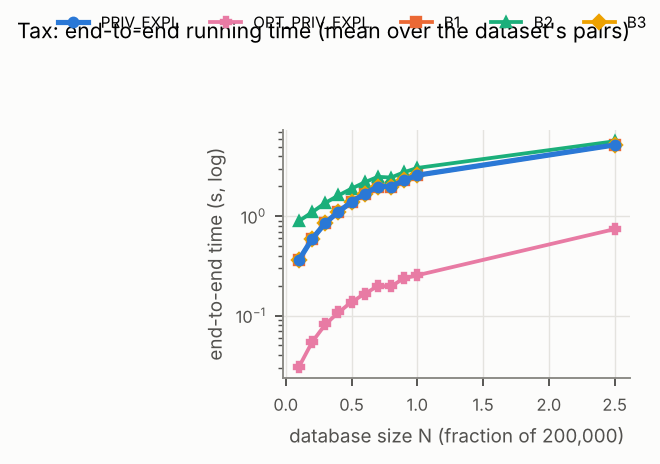 PRIV_EXPL OPT_PRIV_EXPL B1 B2 B3
Tax: end-to-end running time (mean over the dataset's pairs)
end-to-end time (s, log)
10⁰
10⁻¹
0.0 0.5 1.0 1.5 2.0 2.5
database size N (fraction of 200,000)